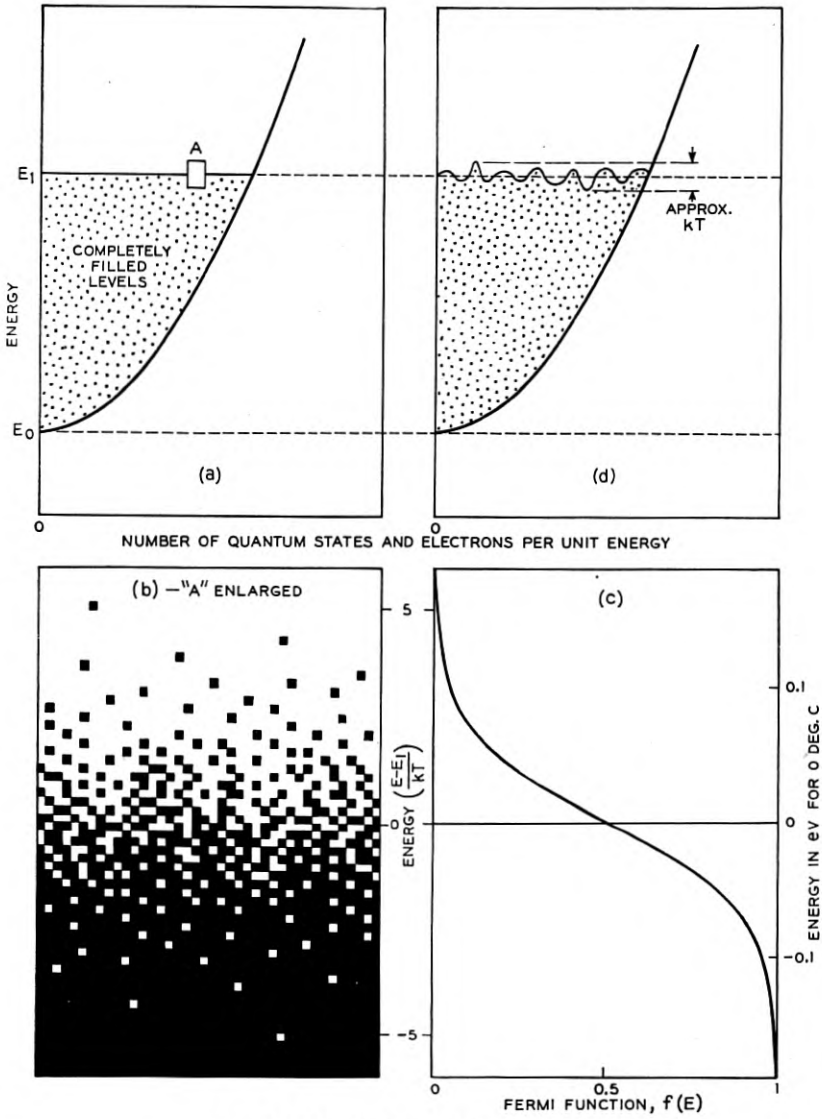 A
E1
COMPLETELY
FILLED
LEVELS
ENERGY
E0
(a)
0
APPROX.
kT
(d)
0
NUMBER OF QUANTUM STATES AND ELECTRONS PER UNIT ENERGY
(b) — "A" ENLARGED
5
0
-5
ENERGY (E-E1/kT)
(c)
0.1
0
-0.1
ENERGY IN eV FOR 0 DEG. C
0
0.5
1
FERMI FUNCTION, f(E)